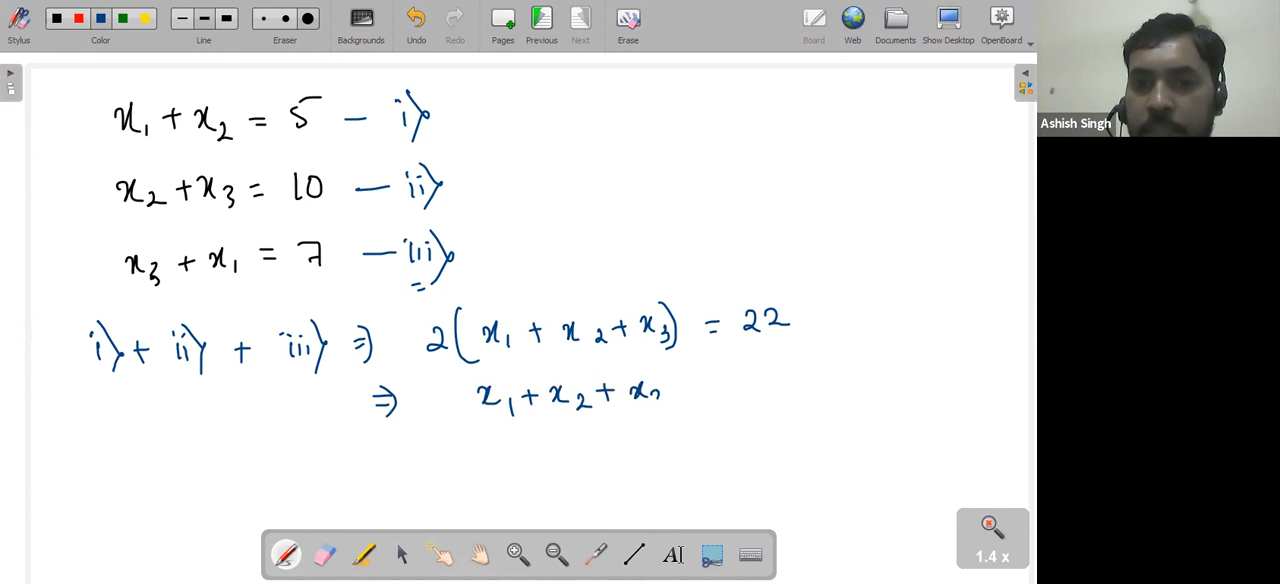 Stylus Color Line Eraser Backgrounds Undo Redo Pages Previous Next Erase Board Web Documents Show Desktop OpenBoard
Ashish Singh
x₁ + x₂ = 5 — i)
x₂ + x₃ = 10 — ii)
x₃ + x₁ = 7 — iii)
i) + ii) + iii) ⇒ 2(x₁ + x₂ + x₃) = 22
⇒ x₁ + x₂ + x
1.4 x